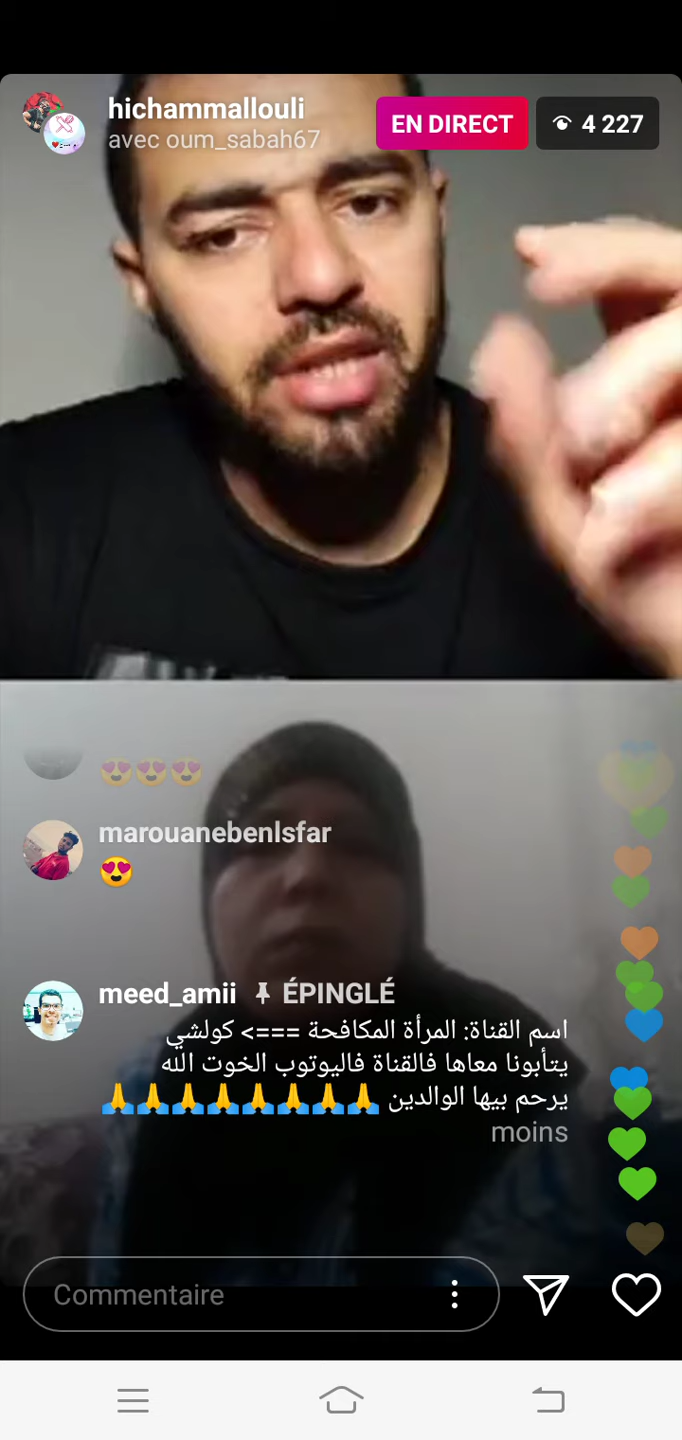 hichammallouli
avec oum_sabah67
EN DIRECT
4 227
😍😍😍
marouanebenlsfar
😍
meed_amii ÉPINGLÉ
اسم القناة: المرأة المكافحة ===> كولشي
يتأبونا معاها فالقناة فاليوتوب الخوت الله
يرحم بيها الوالدين 🙏🙏🙏🙏🙏🙏🙏🙏
moins
Commentaire